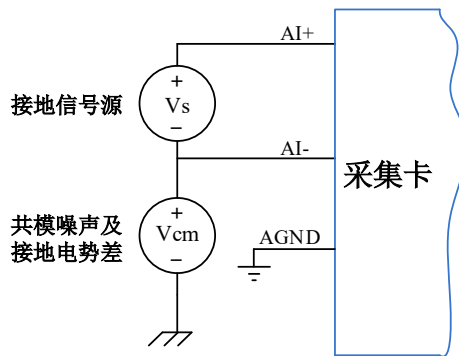 AI+
+
接地信号源
Vs
−
AI-
采集卡
共模噪声及
接地电势差
+
Vcm
−
AGND